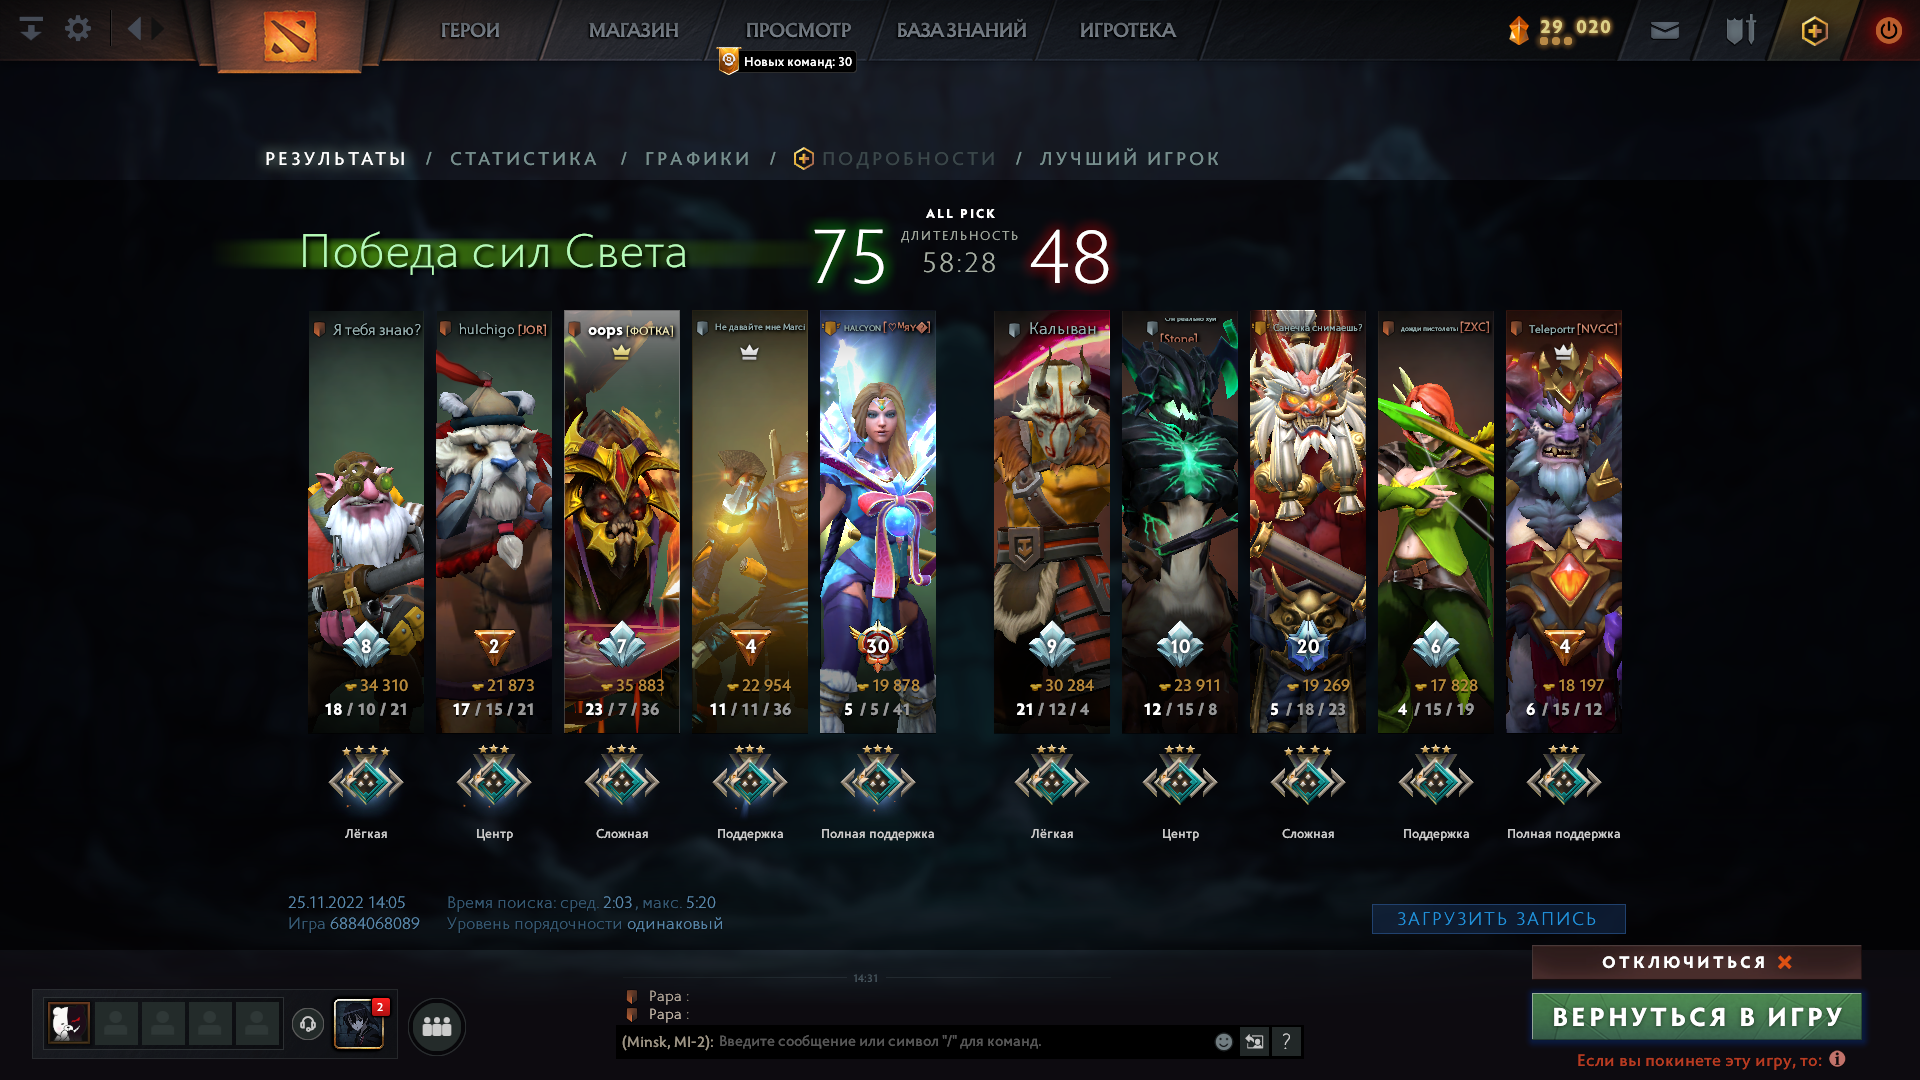 ГЕРОИ
МАГАЗИН
ПРОСМОТР
БАЗА ЗНАНИЙ
ИГРОТЕКА
29 020
Новых команд: 30
РЕЗУЛЬТАТЫ / СТАТИСТИКА / ГРАФИКИ / ПОДРОБНОСТИ / ЛУЧШИЙ ИГРОК
Победа сил Света
75
ALL PICK
ДЛИТЕЛЬНОСТЬ
58:28
48
Я тебя знаю?
8
34 310
18 / 10 / 21
Лёгкая
hulchigo [JOR]
2
21 873
17 / 15 / 21
Центр
oops [ФОТКА]
7
35 883
23 / 7 / 36
Сложная
Не давайте мне Marci
4
22 954
11 / 11 / 36
Поддержка
HALCYON
30
19 878
5 / 5 / 41
Полная поддержка
Калыван
9
30 284
21 / 12 / 4
Лёгкая
[Stone]
10
23 911
12 / 15 / 8
Центр
Санечка снимаешь?
20
19 269
5 / 18 / 23
Сложная
дожди пистолеты [ZXC]
6
17 828
4 / 15 / 19
Поддержка
Teleportr [NVGC]
4
18 197
6 / 15 / 12
Полная поддержка
25.11.2022 14:05
Игра 6884068089
Время поиска: сред. 2:03, макс. 5:20
Уровень порядочности одинаковый
ЗАГРУЗИТЬ ЗАПИСЬ
ОТКЛЮЧИТЬСЯ
ВЕРНУТЬСЯ В ИГРУ
Если вы покинете эту игру, то:
2
14:31
Papa :
Papa :
(Minsk, MI-2): Введите сообщение или символ "/" для команд.
?